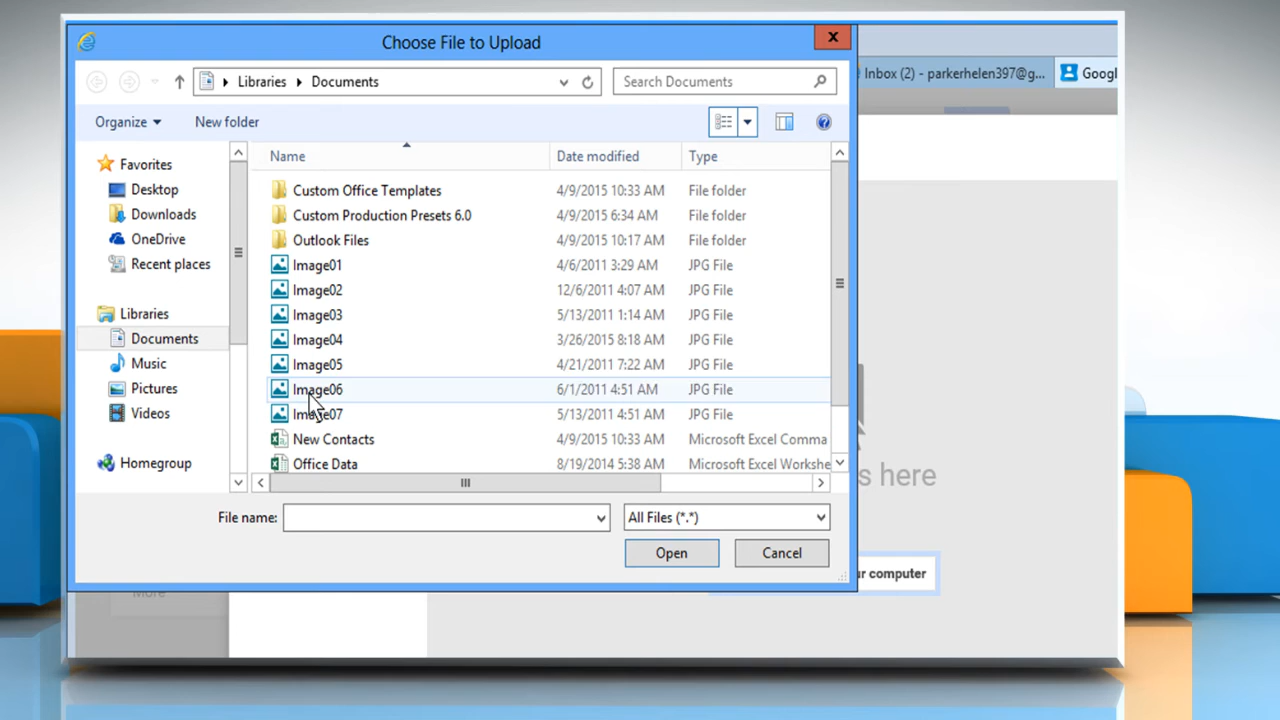 Choose File to Upload
x
Libraries Documents
Search Documents
Inbox (2) - parkerhelen397@g...
Googl
Organize
New folder
Name
Date modified
Type
Favorites
Desktop
Downloads
OneDrive
Recent places
Libraries
Documents
Music
Pictures
Videos
Homegroup
Custom Office Templates 4/9/2015 10:33 AM File folder
Custom Production Presets 6.0 4/9/2015 6:34 AM File folder
Outlook Files 4/9/2015 10:17 AM File folder
Image01 4/6/2011 3:29 AM JPG File
Image02 12/6/2011 4:07 AM JPG File
Image03 5/13/2011 1:14 AM JPG File
Image04 3/26/2015 8:18 AM JPG File
Image05 4/21/2011 7:22 AM JPG File
Image06 6/1/2011 4:51 AM JPG File
Image07 5/13/2011 4:51 AM JPG File
New Contacts 4/9/2015 10:33 AM Microsoft Excel Comma
Office Data 8/19/2014 5:38 AM Microsoft Excel Workshe
s here
File name:
All Files (*.*)
Open
Cancel
ur computer
More